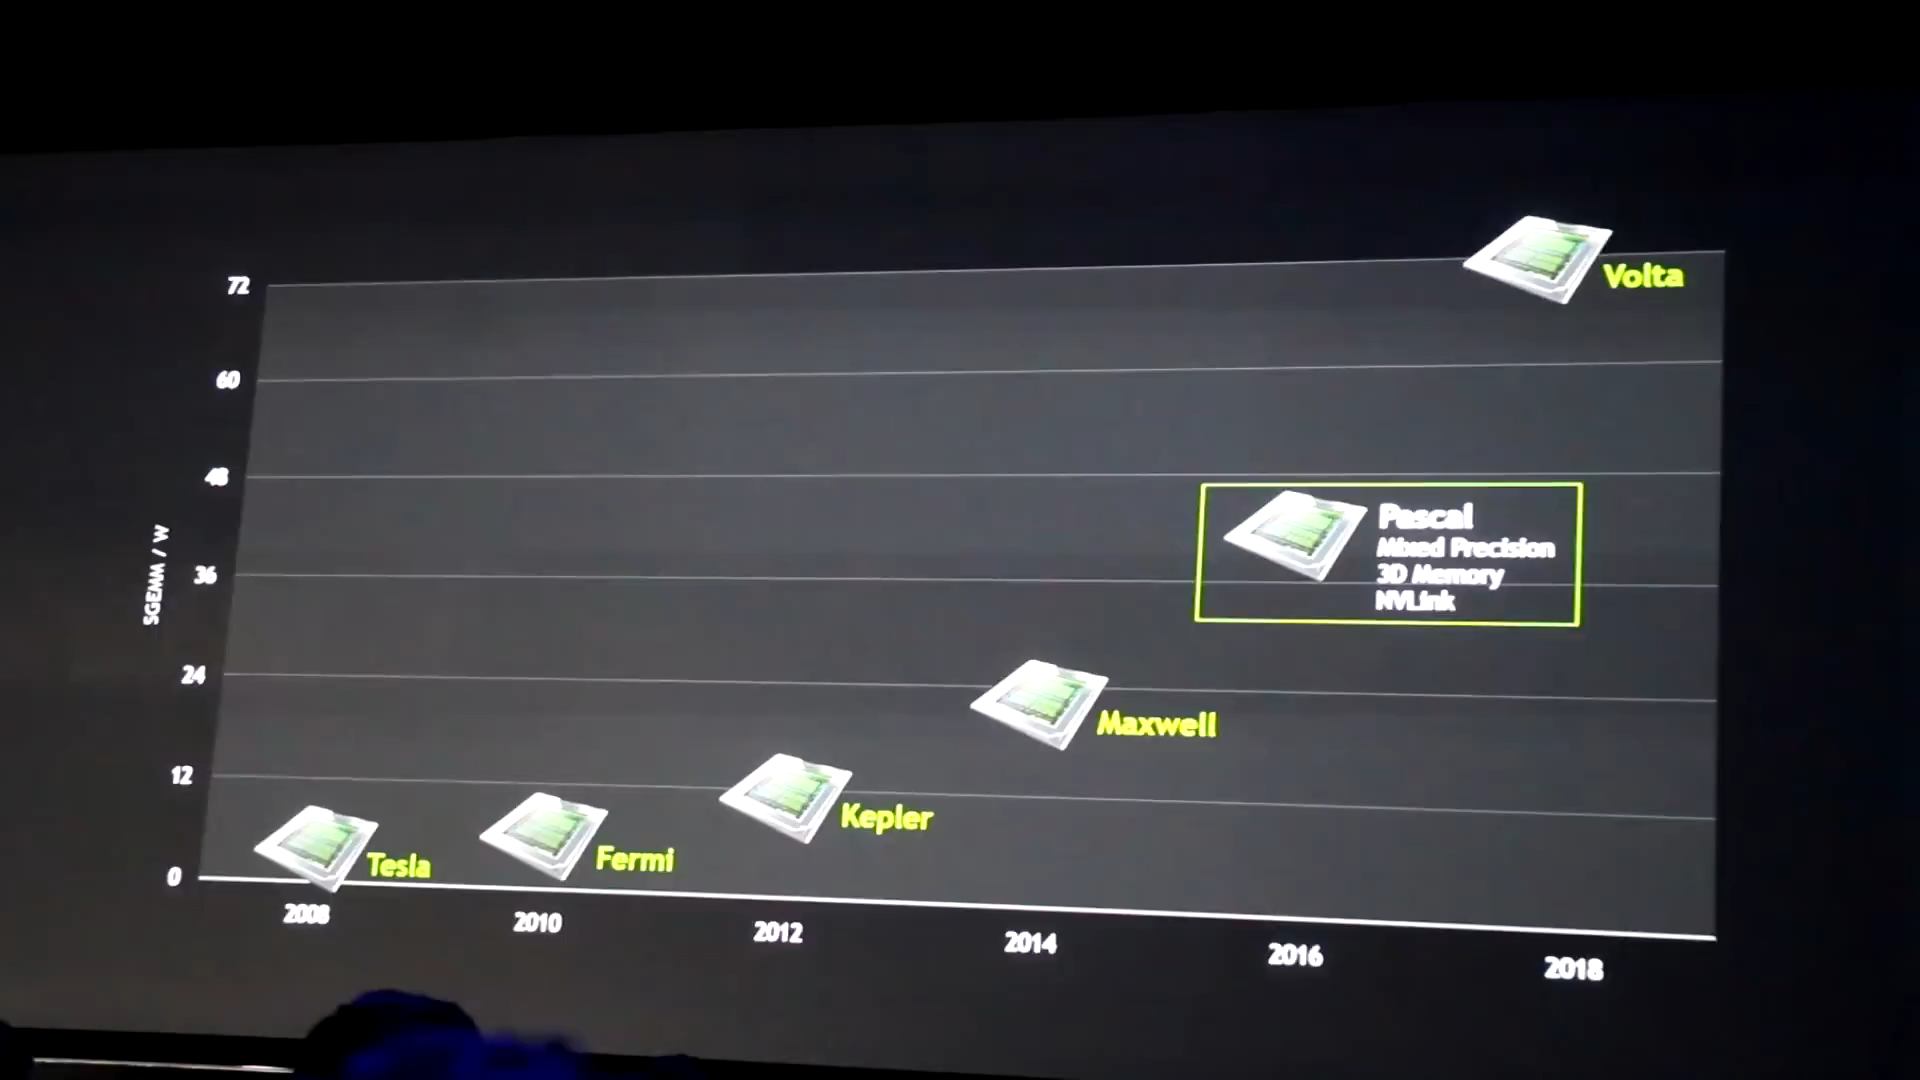 72
60
48
36
24
12
0
SGEMM / W
Volta
Pascal
Mixed Precision
3D Memory
NVLink
Maxwell
Kepler
Fermi
Tesla
2008
2010
2012
2014
2016
2018